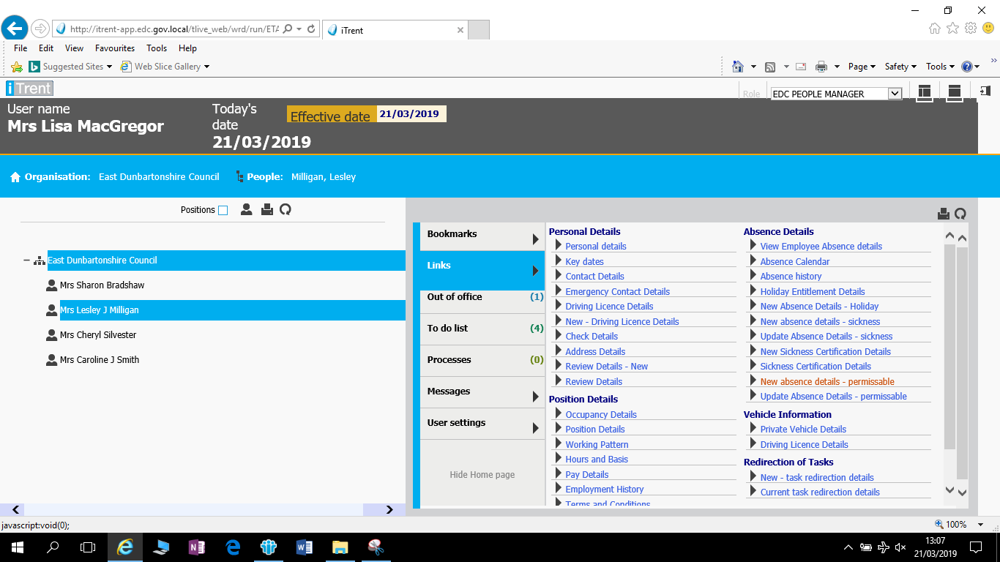 http://itrent-app.edc.gov.local/tlive_web/wrd/run/ETA
iTrent
File Edit View Favourites Tools Help
Suggested Sites Web Slice Gallery
Page Safety Tools
iTrent
Role EDC PEOPLE MANAGER
User name
Mrs Lisa MacGregor
Today's
date
21/03/2019
Effective date 21/03/2019
Organisation: East Dunbartonshire Council People: Milligan, Lesley
Positions
East Dunbartonshire Council
Mrs Sharon Bradshaw
Mrs Lesley J Milligan
Mrs Cheryl Silvester
Mrs Caroline J Smith
Bookmarks
Links
Out of office (1)
To do list (4)
Processes (0)
Messages
User settings
Hide Home page
Personal Details
Personal details
Key dates
Contact Details
Emergency Contact Details
Driving Licence Details
New - Driving Licence Details
Check Details
Address Details
Review Details - New
Review Details
Position Details
Occupancy Details
Position Details
Working Pattern
Hours and Basis
Pay Details
Employment History
Terms and Conditions
Absence Details
View Employee Absence details
Absence Calendar
Absence history
Holiday Entitlement Details
New Absence Details - Holiday
New absence details - sickness
Update Absence Details - sickness
New Sickness Certification Details
Sickness Certification Details
New absence details - permissable
Update Absence Details - permissable
Vehicle Information
Private Vehicle Details
Driving Licence Details
Redirection of Tasks
New - task redirection details
Current task redirection details
javascript:void(0);
100%
13:07
21/03/2019